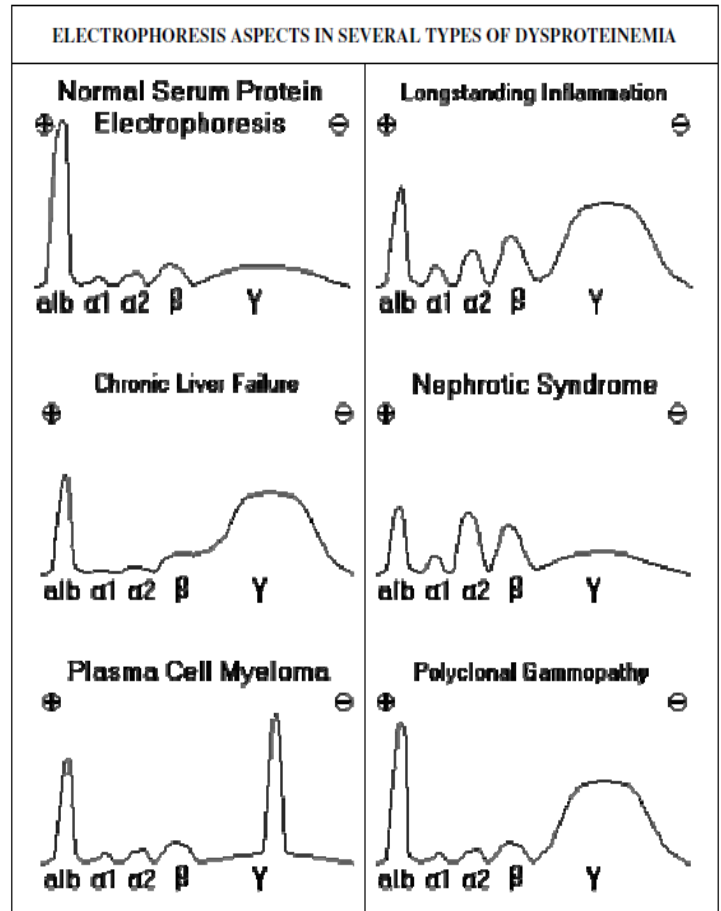 ELECTROPHORESIS ASPECTS IN SEVERAL TYPES OF DYSPROTEINEMIA
Normal Serum Protein
Electrophoresis
⊕ ⊖
alb α1 α2 β γ
Longstanding Inflammation
⊕ ⊖
alb α1 α2 β γ
Chronic Liver Failure
⊕ ⊖
alb α1 α2 β γ
Nephrotic Syndrome
⊕ ⊖
alb α1 α2 β γ
Plasma Cell Myeloma
⊕ ⊖
alb α1 α2 β γ
Polyclonal Gammopathy
⊕ ⊖
alb α1 α2 β γ